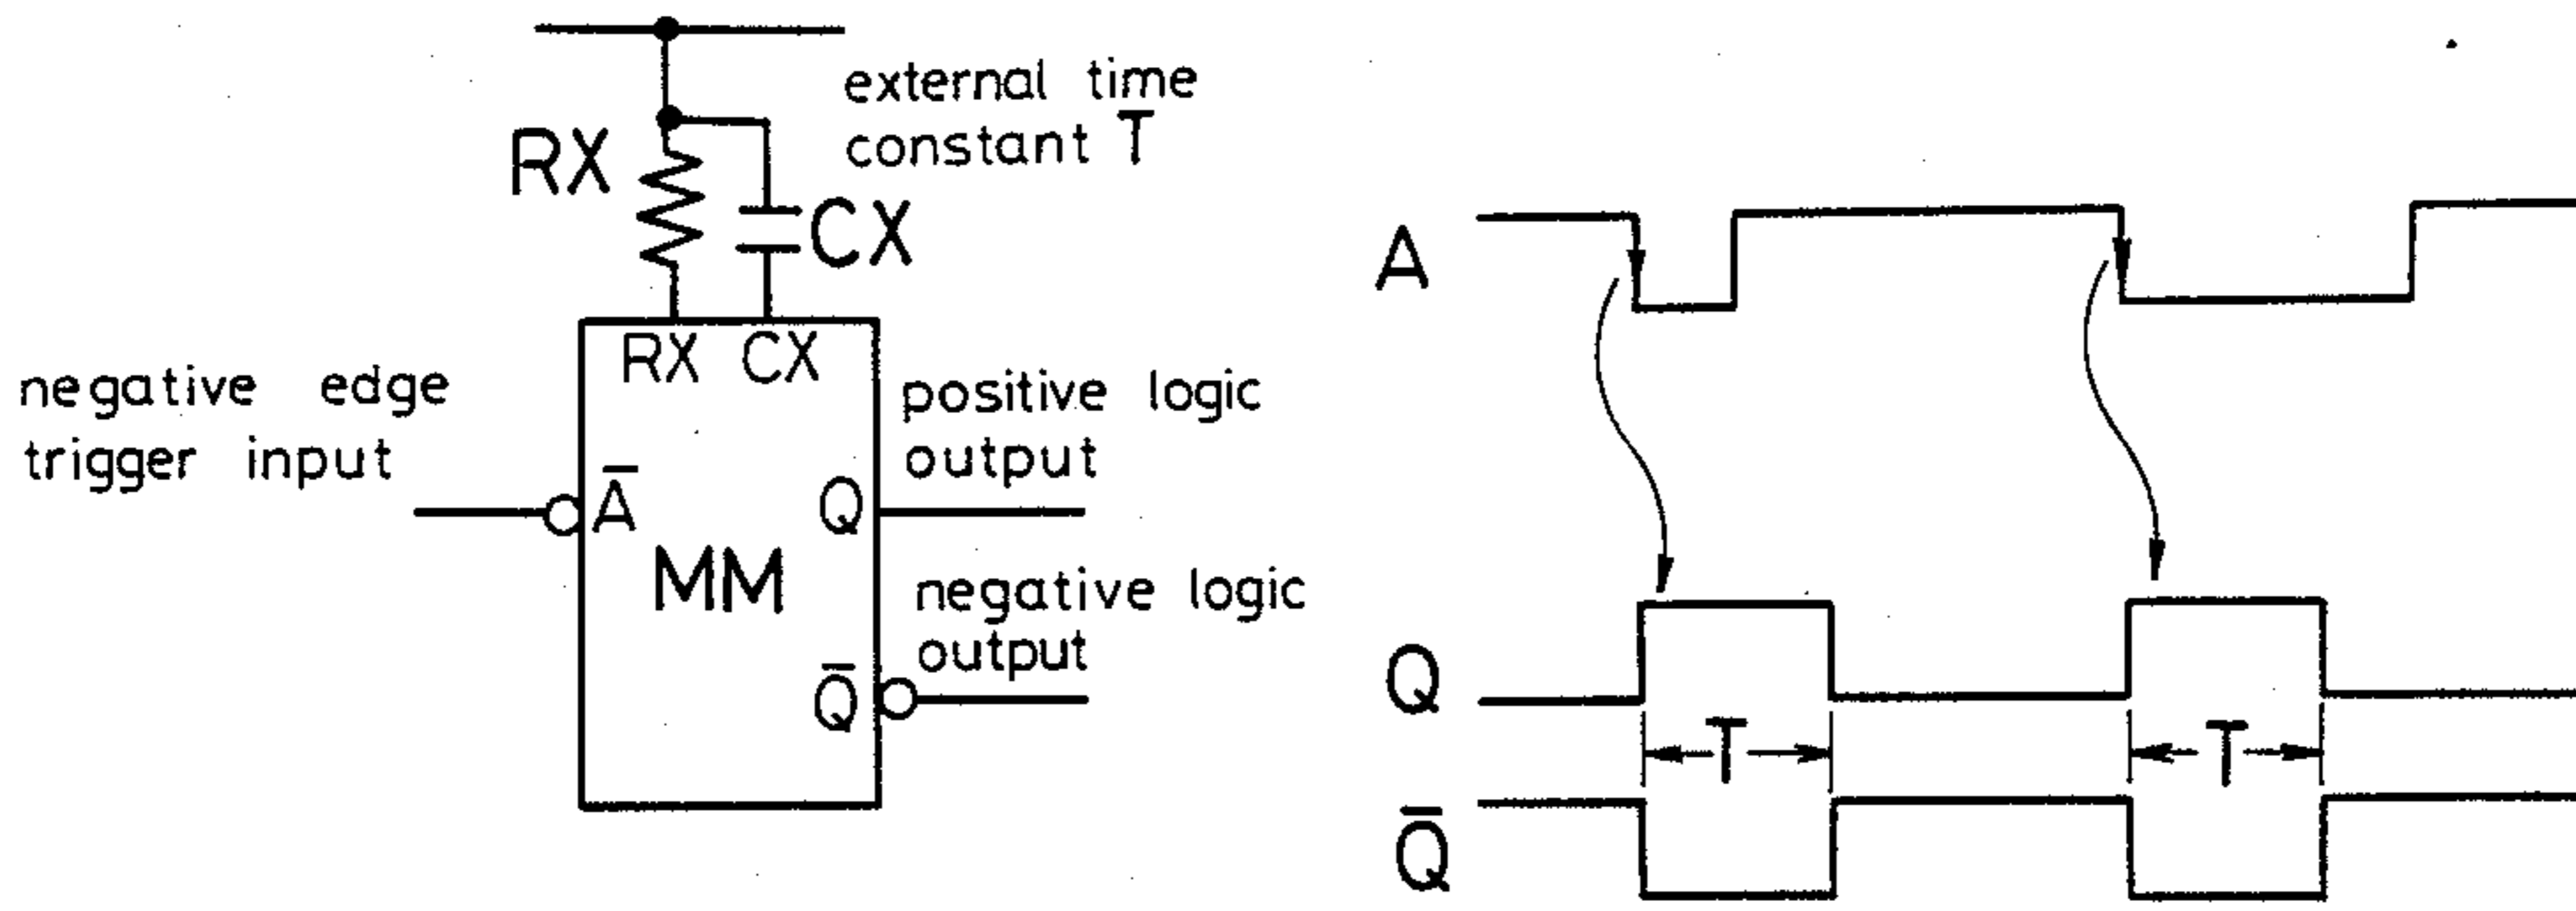 external time
constant T
RX
CX
RX CX
negative edge
trigger input
A̅
Q
MM
positive logic
output
negative logic
output
Q̅
A
Q
T
T
Q̅